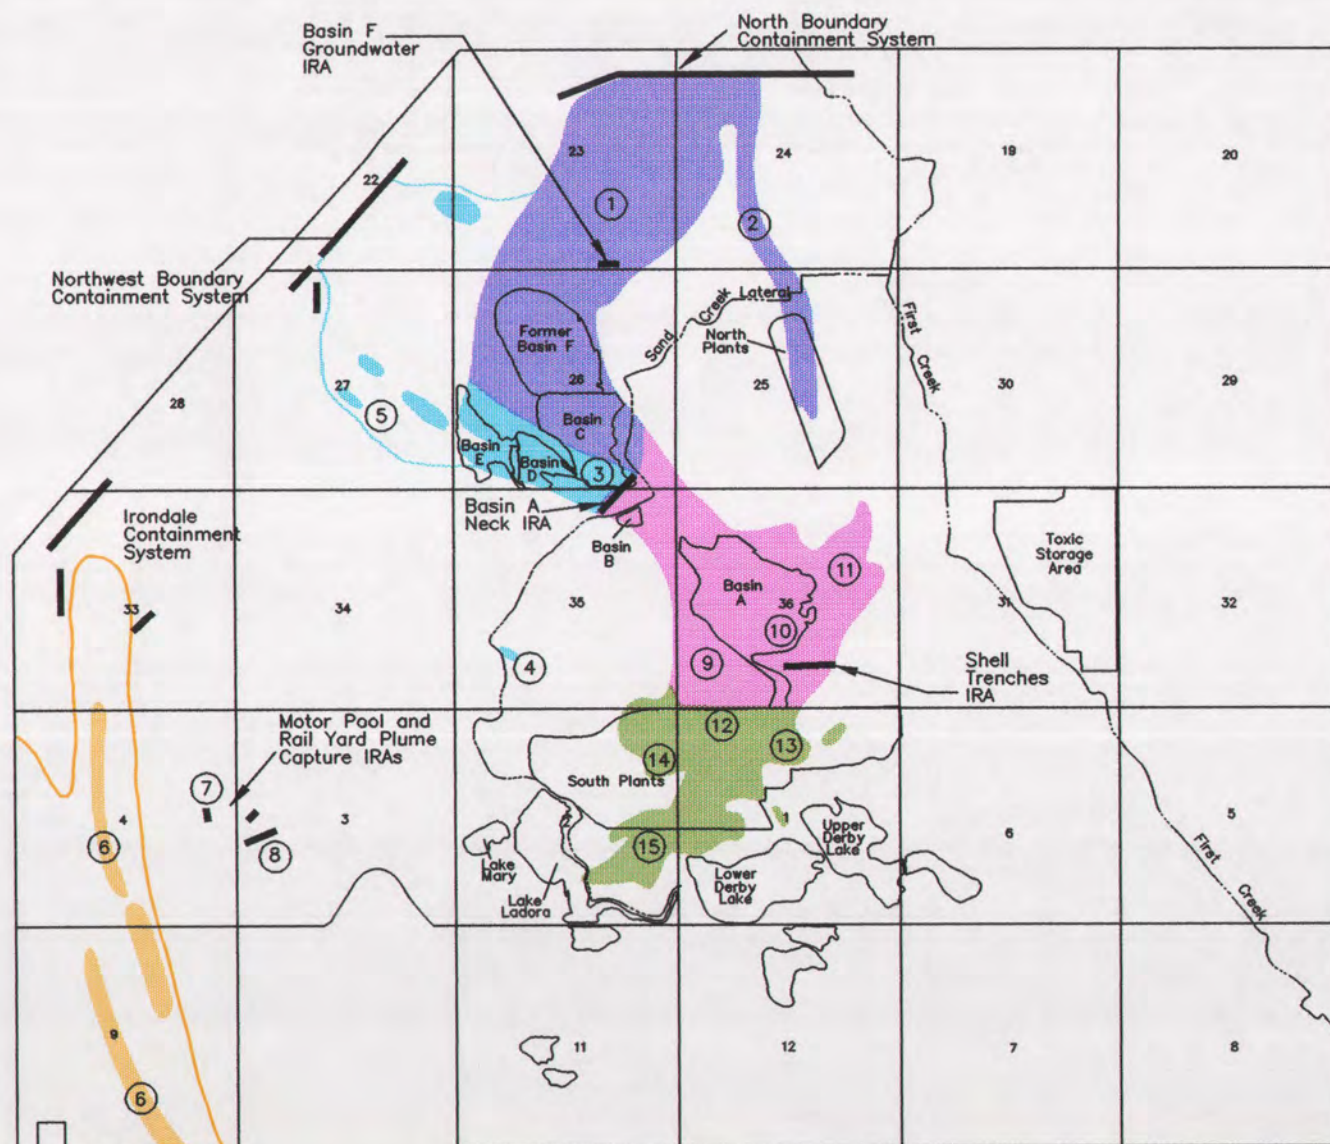 North Boundary
Containment System
Basin F
Groundwater
IRA
23
24
19
20
22
1
2
Northwest Boundary
Containment System
Sand Creek Lateral
First Creek
Former
Basin F
North
Plants
26
25
30
29
27
28
5
Basin
C
Basin
E
Basin
D
3
Basin A
Neck IRA
Irondale
Containment
System
Basin
B
Toxic
Storage
Area
11
Basin
A
36
35
31
32
33
34
10
4
9
Shell
Trenches
IRA
Motor Pool and
Rail Yard Plume
Capture IRAs
12
13
14
South Plants
7
4
3
2
1
6
5
6
8
15
Upper
Derby
Lake
Lake
Mary
Lower
Derby
Lake
Lake
Ladora
First Creek
9
11
12
7
8
6